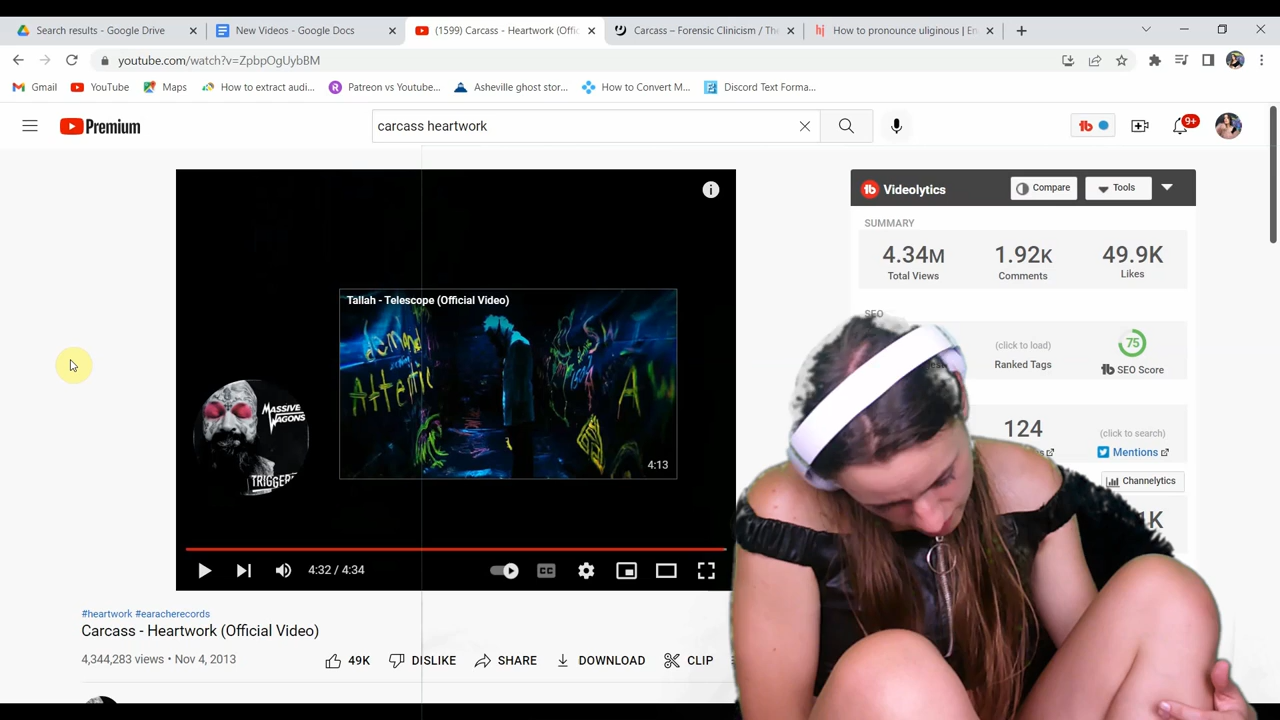 Search results - Google Drive
New Videos - Google Docs
(1599) Carcass - Heartwork (Offic
Carcass – Forensic Clinicism / The
How to pronounce uliginous | En
youtube.com/watch?v=ZpbpOgUybBM
Gmail
YouTube
Maps
How to extract audi...
Patreon vs Youtube...
Asheville ghost stor...
How to Convert M...
Discord Text Forma...
Premium
carcass heartwork
9+
Videolytics
Compare
Tools
SUMMARY
4.34M
1.92K
49.9K
Total Views
Comments
Likes
SEO
(click to load)
75
Ranked Tags
SEO Score
Tallah - Telescope (Official Video)
4:13
MASSIVE
WAGONS
TRIGGER
124
(click to search)
Mentions
Channelytics
4:32 / 4:34
CC
#heartwork #earacherecords
Carcass - Heartwork (Official Video)
4,344,283 views • Nov 4, 2013
49K
DISLIKE
SHARE
DOWNLOAD
CLIP